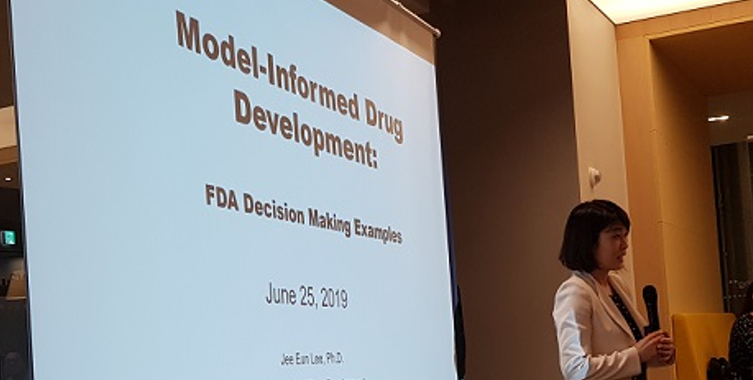 Model-Informed Drug
Development:
FDA Decision Making Examples
June 25, 2019
Jee Eun Lee, Ph.D.